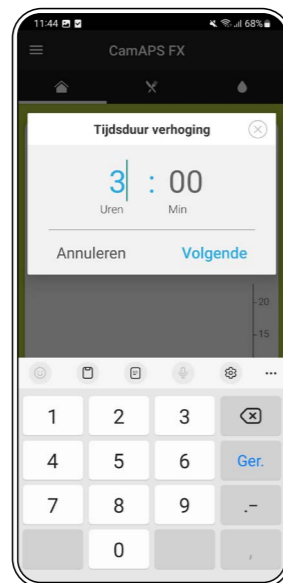 11:44 68%
CamAPS FX
Tijdsduur verhoging
3 : 00
Uren Min
Annuleren Volgende
20
15
1 2 3
4 5 6 Ger.
7 8 9 .-
0 ,